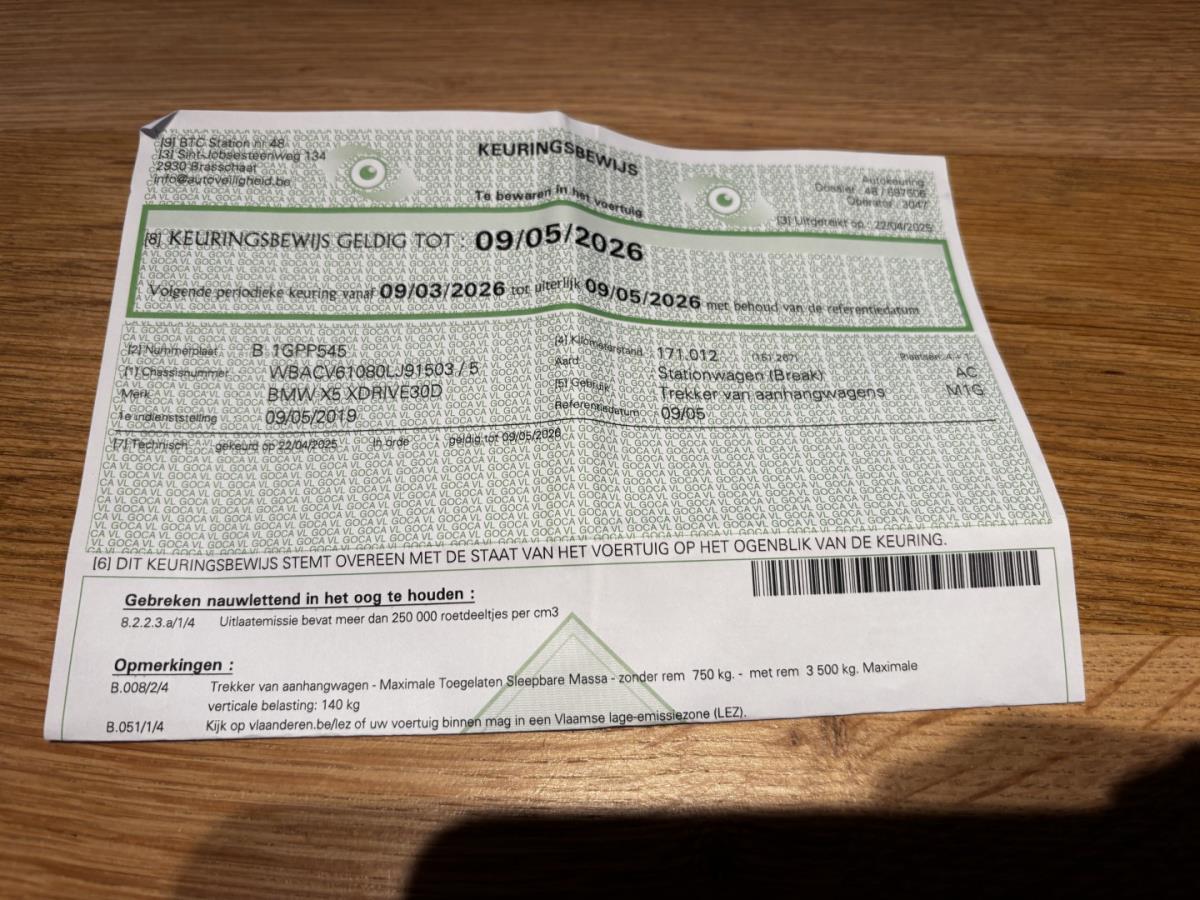 [9] BTC Station nr 48
[3] Sint-Jobsesteenweg 134
2930 Brasschaat
info@autoveiligheid.be
KEURINGSBEWIJS
Te bewaren in het voertuig
Autokeuring
Dossier : 48 / 697606
Operator : 3047
[3] Uitgereikt op : 22/04/2025
[8] KEURINGSBEWIJS GELDIG TOT : 09/05/2026
Volgende periodieke keuring vanaf 09/03/2026 tot uiterlijk 09/05/2026 met behoud van de referentiedatum
[2] Nummerplaat B 1GPP545
[1] Chassisnummer WBACV61080LJ91503 / 5
Merk BMW X5 XDRIVE30D
1e indienststelling 09/05/2019
[4] Kilometerstand 171.012 (151.267) Plaatsen: 4 + 1
Aard Stationwagen (Break) AC
[5] Gebruik Trekker van aanhangwagens M1G
Referentiedatum 09/05
[7] Technisch gekeurd op 22/04/2025 In orde geldig tot 09/05/2026
[6] DIT KEURINGSBEWIJS STEMT OVEREEN MET DE STAAT VAN HET VOERTUIG OP HET OGENBLIK VAN DE KEURING.
Gebreken nauwlettend in het oog te houden :
8.2.2.3.a/1/4 Uitlaatemissie bevat meer dan 250 000 roetdeeltjes per cm3
Opmerkingen :
B.008/2/4 Trekker van aanhangwagen - Maximale Toegelaten Sleepbare Massa - zonder rem 750 kg. - met rem 3 500 kg. Maximale
verticale belasting: 140 kg
B.051/1/4 Kijk op vlaanderen.be/lez of uw voertuig binnen mag in een Vlaamse lage-emissiezone (LEZ).